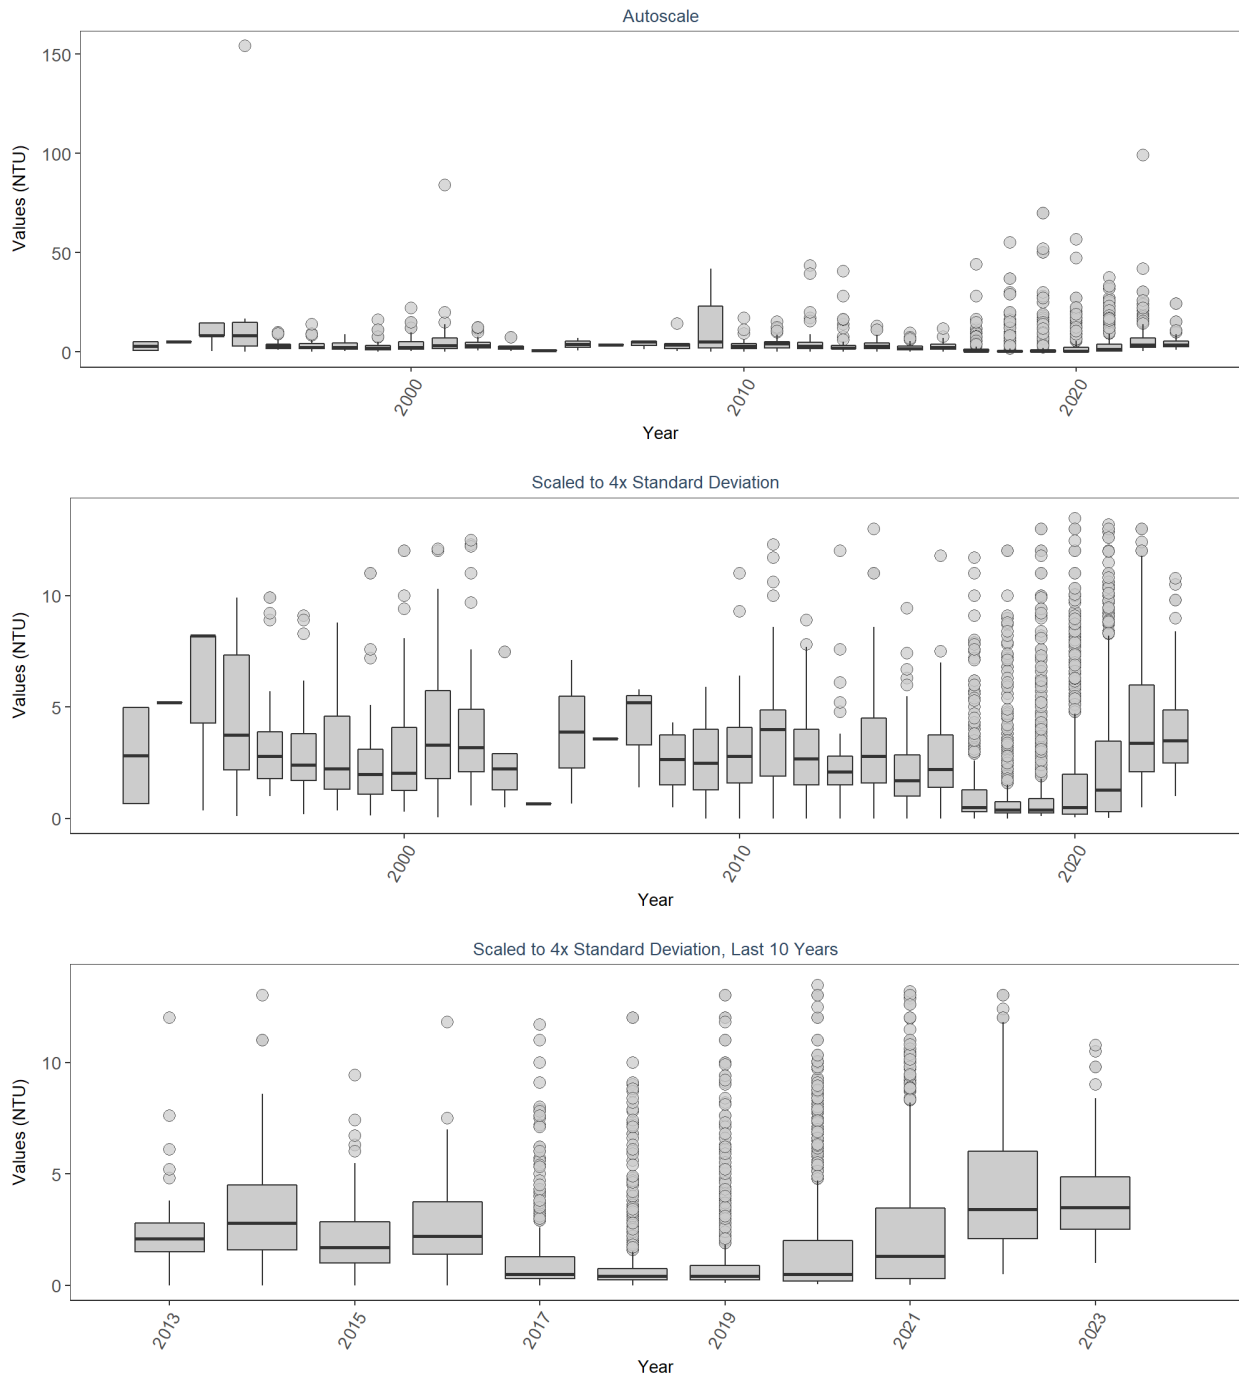 Autoscale
Values (NTU)
150
100
50
0
2000
2010
2020
Year
Scaled to 4x Standard Deviation
Values (NTU)
10
5
0
2000
2010
2020
Year
Scaled to 4x Standard Deviation, Last 10 Years
Values (NTU)
10
5
0
2013
2015
2017
2019
2021
2023
Year